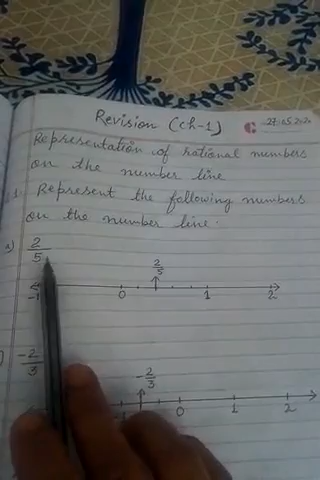 Revision (Ch-1)
Representation of rational numbers
on the number line
Represent the following numbers
on the number line.
2/5
2/5
-1 0 1 2
-2/3
-2/3
0 1 2